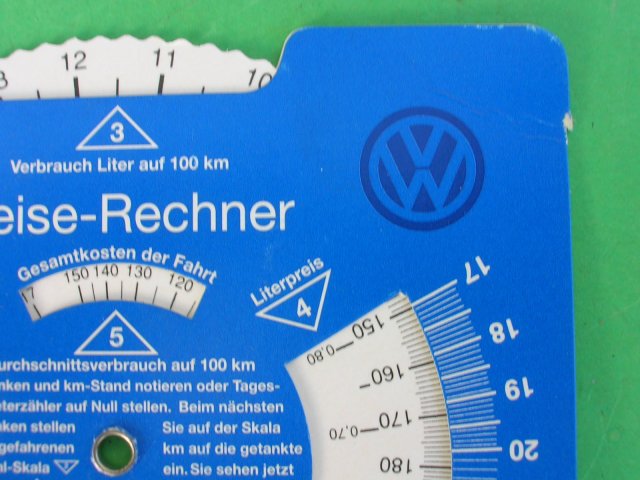 12 11 10
3
Verbrauch Liter auf 100 km
VW
eise-Rechner
Gesamtkosten der Fahrt
150 140 130 120
5
Literpreis
4
17
18
19
20
150
0,80
160
170
0,70
180
urchschnittsverbrauch auf 100 km
nken und km-Stand notieren oder Tages-
terzähler auf Null stellen. Beim nächsten
nken stellen Sie auf der Skala
gefahrenen km auf die getankte
al-Skala ein. Sie sehen jetzt